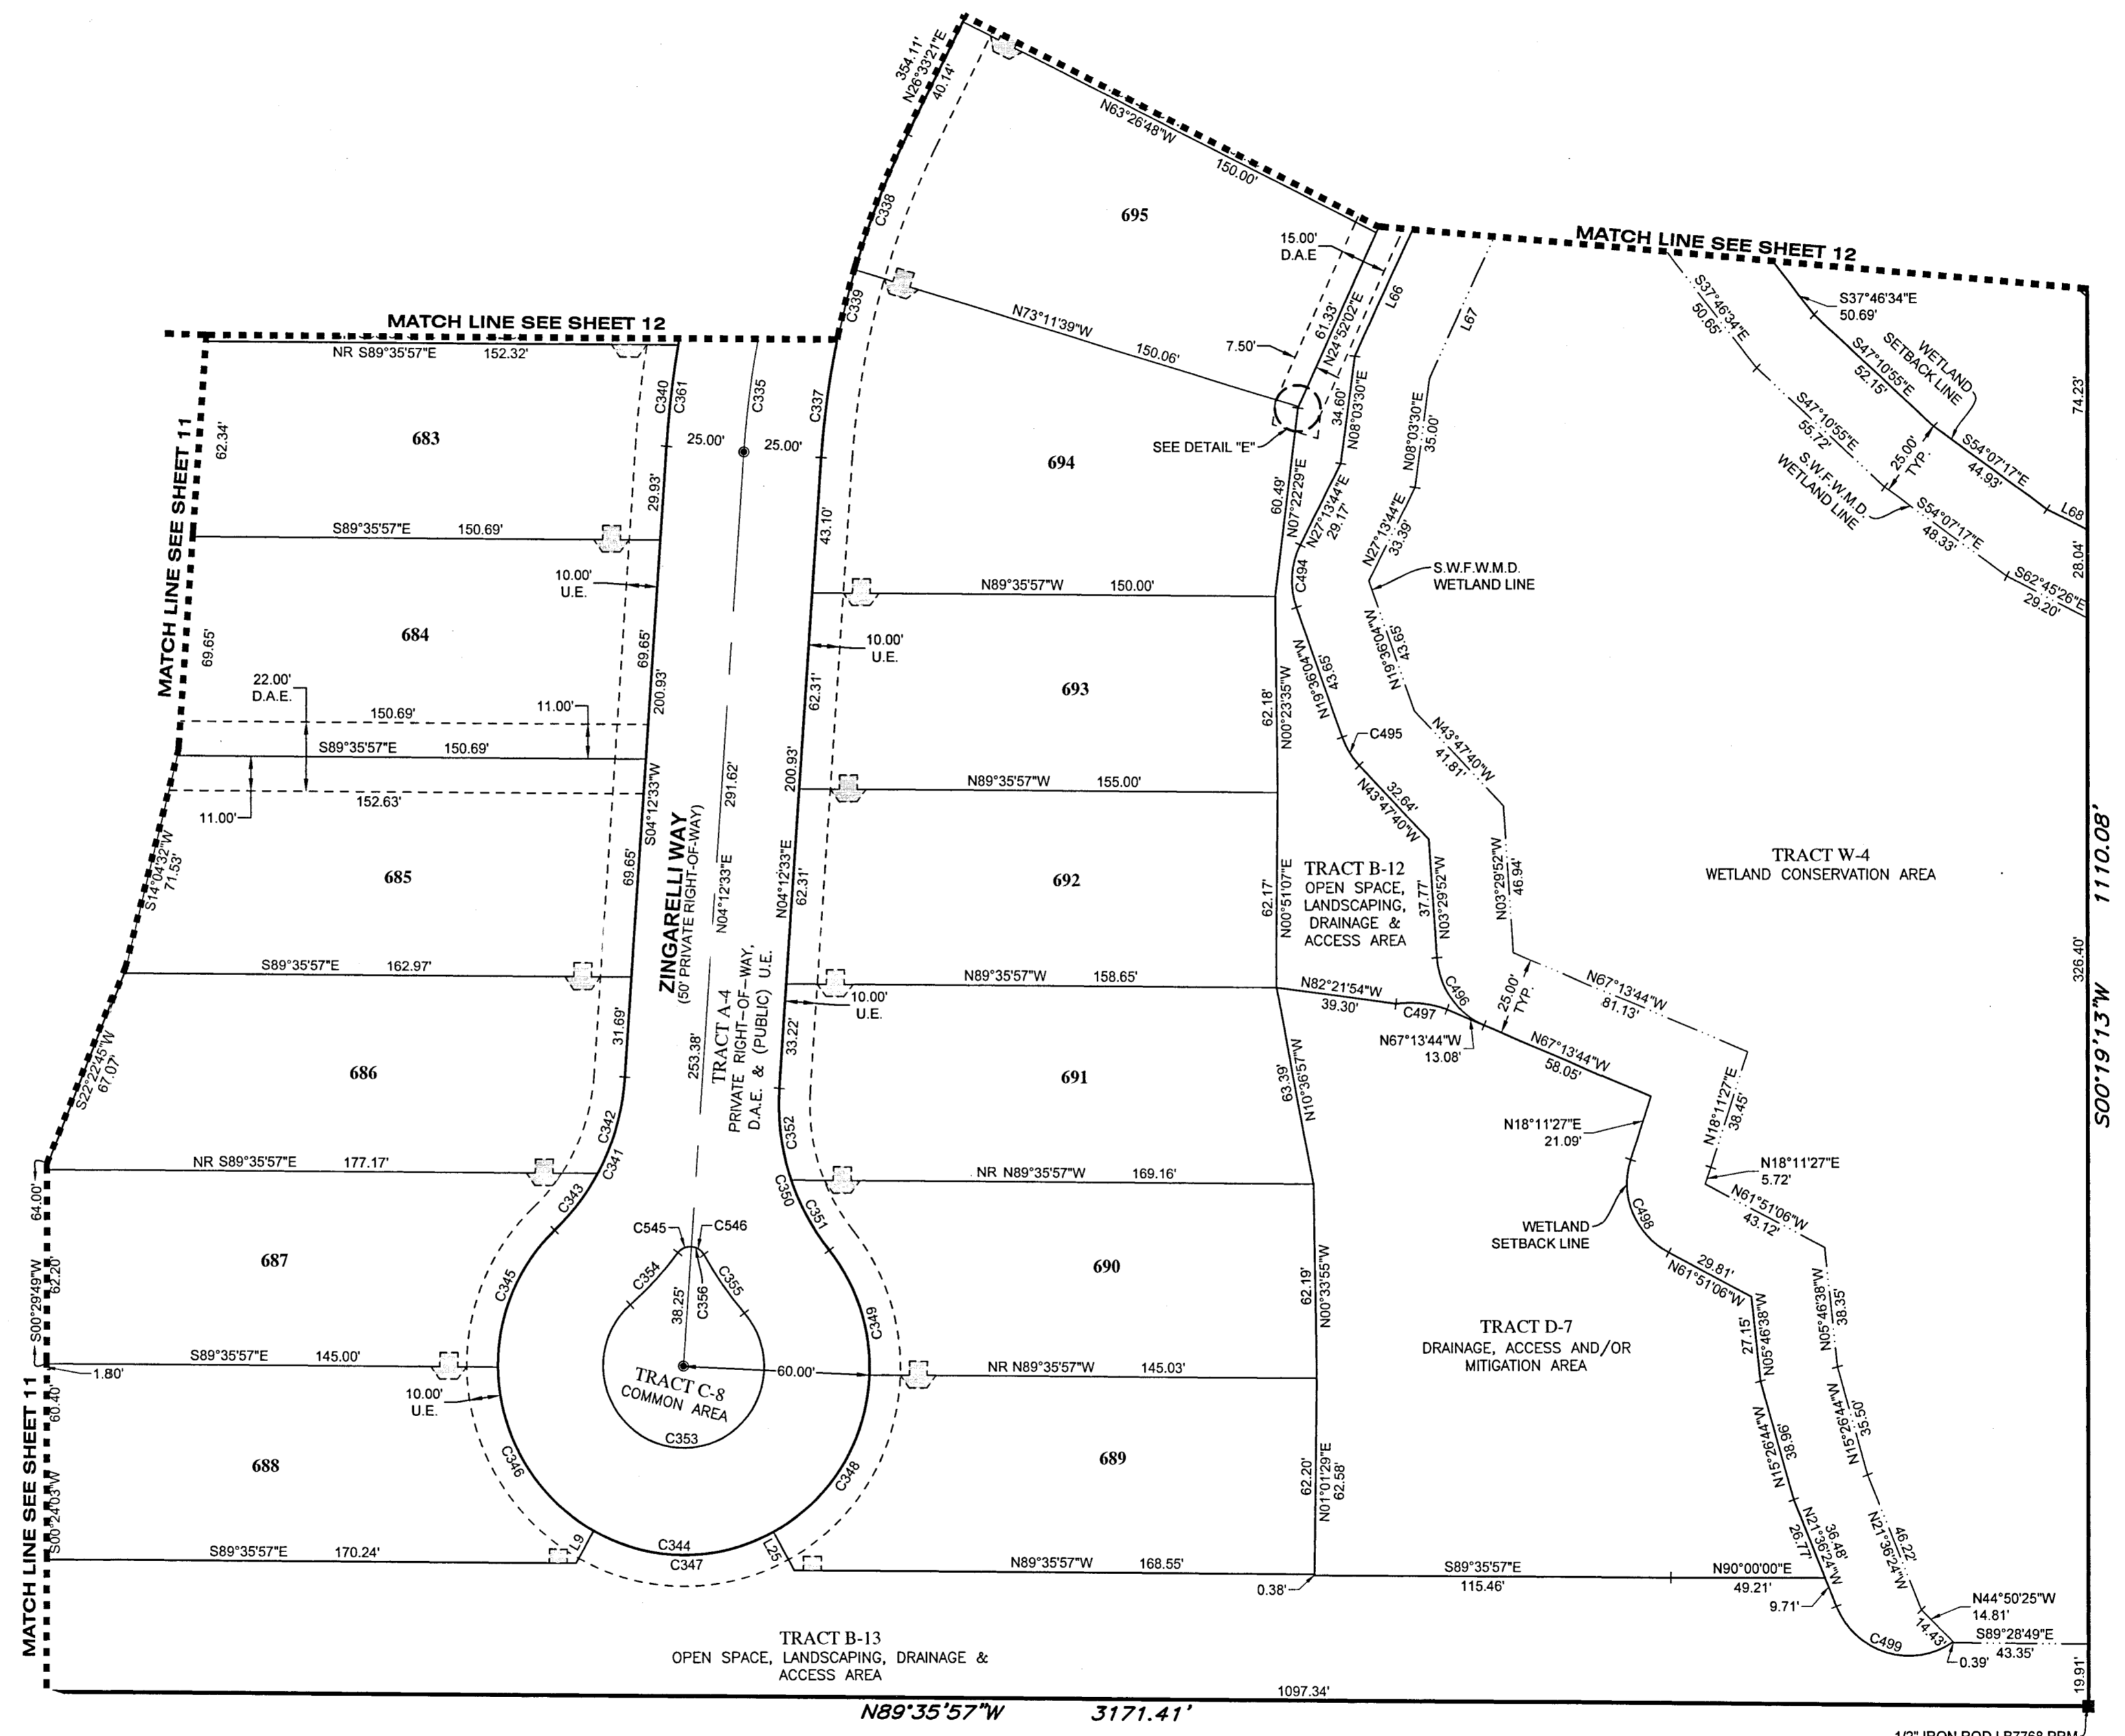 354.11'
N26°33'21"E
40.14'
C338
N63°26'48"W
150.00'
695
15.00'
D.A.E
MATCH LINE SEE SHEET 12
C339
N73°11'39"W
150.06'
7.50'
61.33'
N24°52'02"E
L66
L67
S37°46'34"E
50.65'
S37°46'34"E
50.69'
S47°10'55"E
52.15'
WETLAND
SETBACK LINE
S47°10'55"E
55.72'
25.00'
TYP.
S54°07'17"E
44.93'
L68
S.W.F.W.M.D.
WETLAND LINE
S54°07'17"E
48.33'
S62°45'26"E
29.20'
74.23'
28.04'
MATCH LINE SEE SHEET 12
NR S89°35'57"E 152.32'
MATCH LINE SEE SHEET 11
62.34'
683
C340
C361
C335
C337
25.00'
25.00'
29.93'
43.10'
S89°35'57"E 150.69'
10.00'
U.E.
684
69.65'
69.65'
200.93'
22.00'
D.A.E.
150.69'
11.00'
S89°35'57"E 150.69'
152.63'
11.00'
S14°04'32"W
71.53'
685
69.65'
S04°12'33"W
ZINGARELLI WAY
(50' PRIVATE RIGHT-OF-WAY)
291.62'
N04°12'33"E
TRACT A-4
PRIVATE RIGHT-OF-WAY,
D.A.E. & (PUBLIC) U.E.
253.38'
200.93'
N04°12'33"E
62.31'
62.31'
S89°35'57"E 162.97'
31.69'
S22°22'45"W
67.07'
686
C342
C341
C343
NR S89°35'57"E 177.17'
64.00'
S00°29'49"W
62.20'
687
C345
S89°35'57"E 145.00'
1.80'
10.00'
U.E.
60.40'
688
C346
S00°24'03"W
MATCH LINE SEE SHEET 11
S89°35'57"E 170.24'
L9
C344
C347
L25
C545
C546
C354
C356
C355
38.25'
60.00'
TRACT C-8
COMMON AREA
C353
C348
C349
C350
C351
C352
33.22'
694
SEE DETAIL "E"
60.49'
N07°22'29"E
34.60'
N08°03'30"E
N27°13'44"E
29.17'
C494
N08°03'30"E
35.00'
N27°13'44"E
33.39'
S.W.F.W.M.D.
WETLAND LINE
N89°35'57"W 150.00'
10.00'
U.E.
693
62.18'
N00°23'35"W
N19°36'04"W
43.65'
N19°36'04"W
43.65'
C495
N43°47'40"W
41.81'
32.64'
N43°47'40"W
N89°35'57"W 155.00'
692
62.17'
N00°51'07"E
TRACT B-12
OPEN SPACE,
LANDSCAPING,
DRAINAGE &
ACCESS AREA
37.77'
N03°29'52"W
N03°29'52"W
46.94'
TRACT W-4
WETLAND CONSERVATION AREA
326.40'
S00°19'13"W 1110.08'
N89°35'57"W 158.65'
10.00'
U.E.
N82°21'54"W
39.30'
C497
C496
25.00'
TYP.
N67°13'44"W
81.13'
N67°13'44"W
13.08'
N67°13'44"W
58.05'
691
63.39'
N10°36'57"W
N18°11'27"E
21.09'
N18°11'27"E
38.45'
N18°11'27"E
5.72'
NR N89°35'57"W 169.16'
N61°51'06"W
43.12'
WETLAND
SETBACK LINE
C498
690
62.19'
N00°33'55"W
29.81'
N61°51'06"W
N05°46'38"W
38.35'
27.15'
N05°46'38"W
TRACT D-7
DRAINAGE, ACCESS AND/OR
MITIGATION AREA
NR N89°35'57"W 145.03'
689
62.20'
N01°01'29"E
62.58'
N15°26'44"W
38.96'
N15°26'44"W
35.50'
N89°35'57"W 168.55'
0.38'
S89°35'57"E
115.46'
N90°00'00"E
49.21'
36.48'
N21°36'24"W
26.77'
46.22'
N21°36'24"W
9.71'
C499
N44°50'25"W
14.81'
14.43'
0.39'
S89°28'49"E
43.35'
19.91'
TRACT B-13
OPEN SPACE, LANDSCAPING, DRAINAGE &
ACCESS AREA
1097.34'
N89°35'57"W 3171.41'